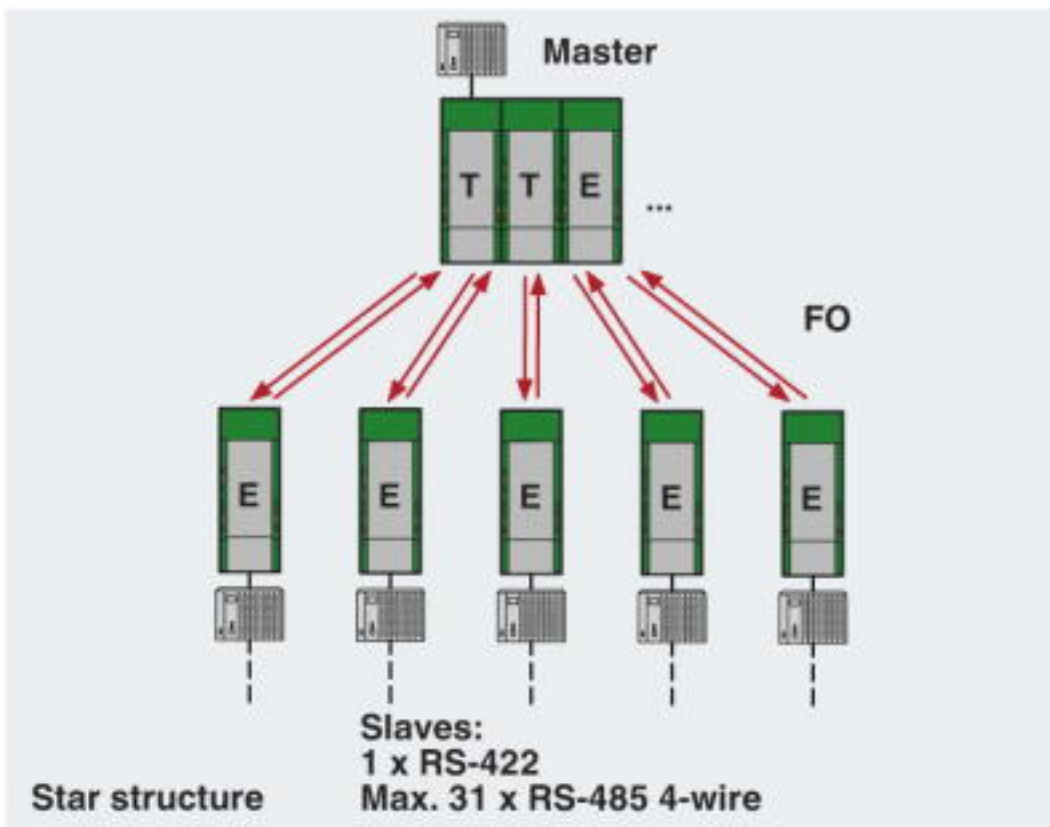 Master
T T E ...
FO
E E E E E
Slaves:
1 x RS-422
Star structure Max. 31 x RS-485 4-wire